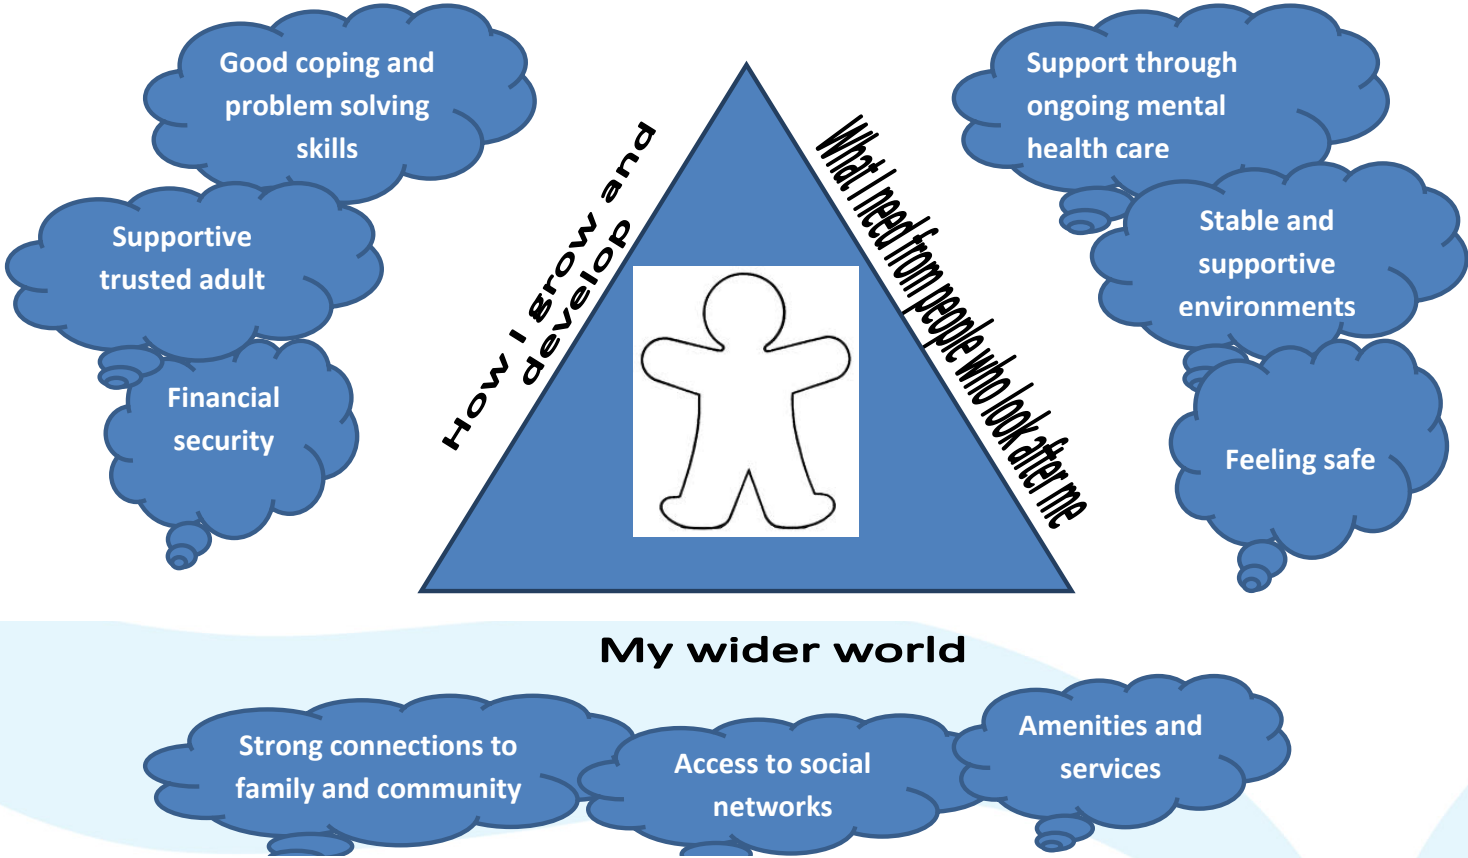 Good coping and
problem solving
skills
Supportive
trusted adult
Financial
security
How I grow and
develop
What I need from people who look after me
Support through
ongoing mental
health care
Stable and
supportive
environments
Feeling safe
My wider world
Strong connections to
family and community
Access to social
networks
Amenities and
services